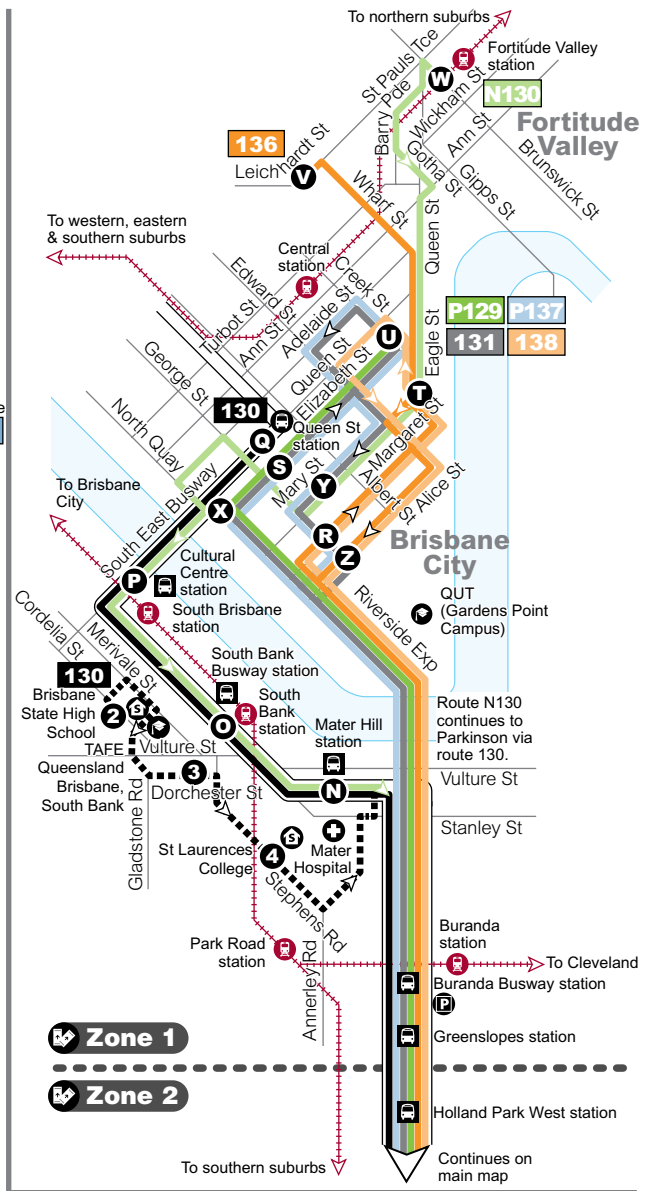 To northern suburbs
St Pauls Tce
Fortitude Valley
station
W
N130
Barry Pde
Wickham St
Ann St
Fortitude
Valley
136
Leichhardt St
V
Gotha St
Gipps St
Brunswick St
Wharf St
Queen St
To western, eastern
& southern suburbs
Central
station
Edward St
Creek St
Turbot St
Ann St
Adelaide St
U
P129
P137
131
138
Eagle St
George St
Queen St
Elizabeth St
130
North Quay
Q
Queen St
station
T
S
Margaret St
Mary St
Y
Albert St
Alice St
To Brisbane
City
South East Busway
X
R
Z
Brisbane
City
P
Cultural
Centre
station
South Brisbane
station
Riverside Exp
QUT
(Gardens Point
Campus)
Cordelia St
Merivale St
130
South Bank
Busway station
Brisbane
State High
School
2
S
O
South
Bank
station
Route N130
continues to
Parkinson via
route 130.
TAFE
Queensland
Brisbane,
South Bank
Vulture St
Mater Hill
station
3
Dorchester St
N
Vulture St
Stanley St
Gladstone Rd
St Laurences
College
4
S
Mater
Hospital
Stephens Rd
Park Road
station
Annerley Rd
Buranda
station
To Cleveland
Buranda Busway station
P
Greenslopes station
Zone 1
Zone 2
Holland Park West station
To southern suburbs
Continues on
main map